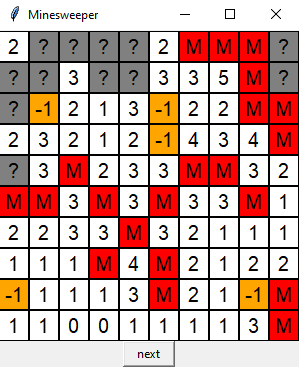 Minesweeper
2 ? ? ? ? 2 M M M ?
? ? 3 ? ? 3 3 5 M ?
? -1 2 1 3 -1 2 2 M M
2 3 2 1 2 -1 4 3 4 M
? 3 M 2 3 3 M M 3 2
M M 3 M 3 M 3 3 M 1
2 2 3 3 M 3 2 1 1 1
1 1 1 M 4 M 2 1 2 2
-1 1 1 1 3 M 2 1 -1 M
1 1 0 0 1 1 1 1 3 M
next